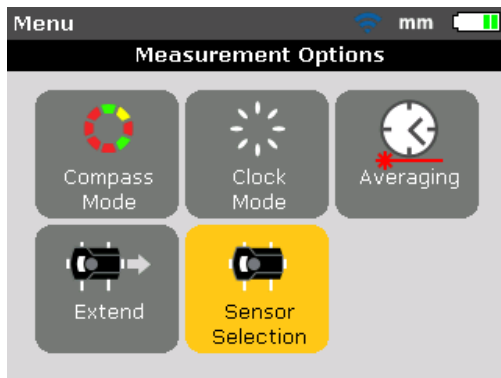 Menu mm
Measurement Options
Compass
Mode
Clock
Mode
Averaging
Extend
Sensor
Selection